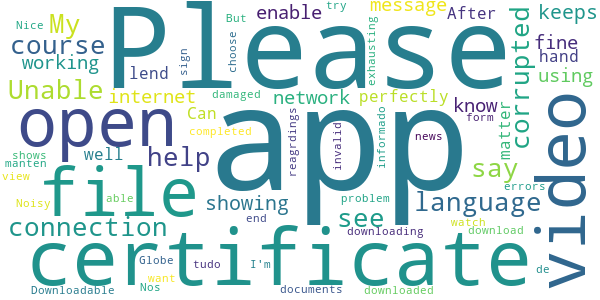 Please
try
message
After
keeps
Nice
My
But
enable
course
sign
choose
exhausting
corrupted
fine
working
lend
hand
Unable
damaged
using
internet
network
perfectly
know
open
app
Can
completed
reagrdings
invalid
informado
news
form
matter
video
shows
well
help
manten
say
errors
view
file
able
problem
Noisy
showing
see
language
end
watch
connection
downloading
download
certificate
Globe
tudo
I'm
want
de
Downloadable
Nos
documents
downloaded